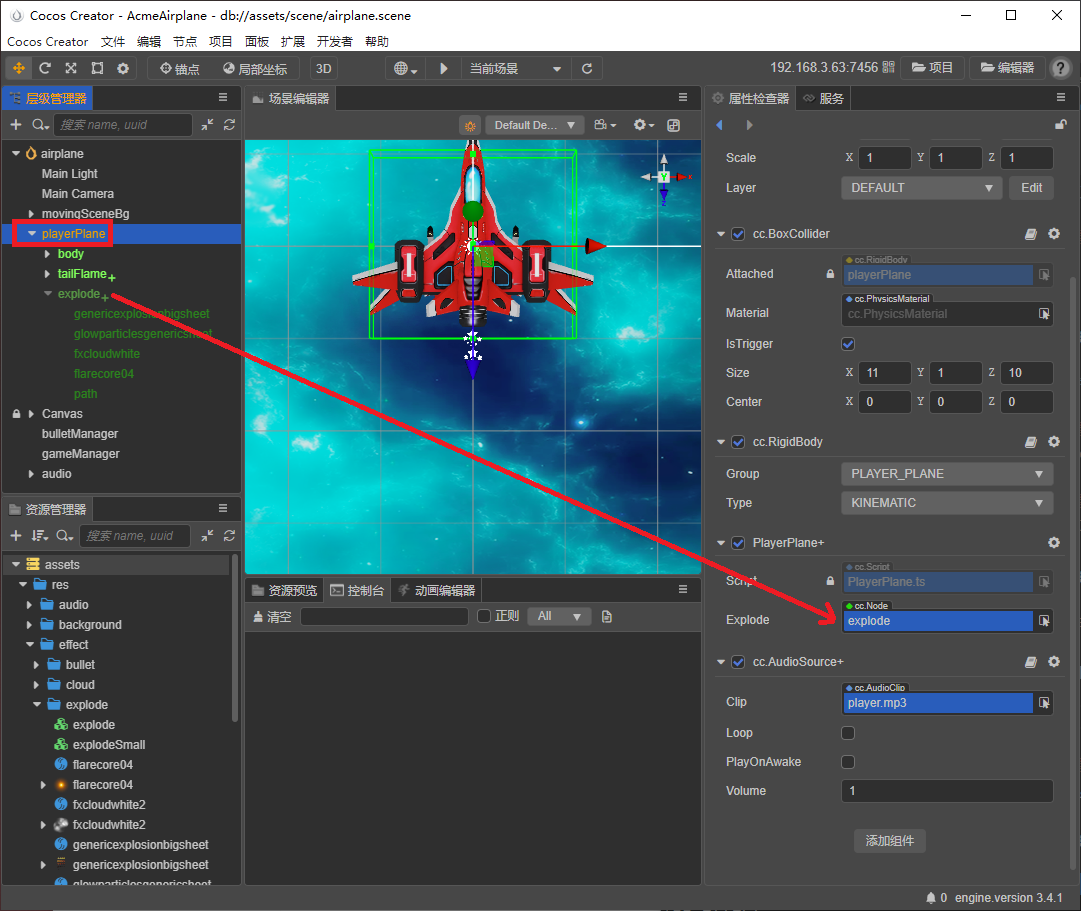 Cocos Creator - AcmeAirplane - db://assets/scene/airplane.scene
Cocos Creator 文件 编辑 节点 项目 面板 扩展 开发者 帮助
锚点 局部坐标 3D 当前场景 192.168.3.63:7456 项目 编辑器 ?
层级管理器
搜索 name, uuid
airplane
Main Light
Main Camera
movingSceneBg
playerPlane
body
tailFlame+
explode+
genericexplosionbigsheet
glowparticlesgenericsheet
fxcloudwhite
flarecore04
path
Canvas
bulletManager
gameManager
audio
资源管理器
搜索 name, uuid
assets
res
audio
background
effect
bullet
cloud
explode
explode
explodeSmall
flarecore04
flarecore04
fxcloudwhite2
fxcloudwhite2
genericexplosionbigsheet
genericexplosionbigsheet
glowparticlesgenericsheet
场景编辑器
Default De...
Y
X
Z
资源预览 控制台 动画编辑器
清空 正则 All
属性检查器 服务
Scale X 1 Y 1 Z 1
Layer DEFAULT Edit
cc.BoxCollider
cc.RigidBody
Attached playerPlane
cc.PhysicsMaterial
Material cc.PhysicsMaterial
IsTrigger
Size X 11 Y 1 Z 10
Center X 0 Y 0 Z 0
cc.RigidBody
Group PLAYER_PLANE
Type KINEMATIC
PlayerPlane+
cc.Script
Script PlayerPlane.ts
cc.Node
Explode explode
cc.AudioSource+
cc.AudioClip
Clip player.mp3
Loop
PlayOnAwake
Volume 1
添加组件
0 engine.version 3.4.1